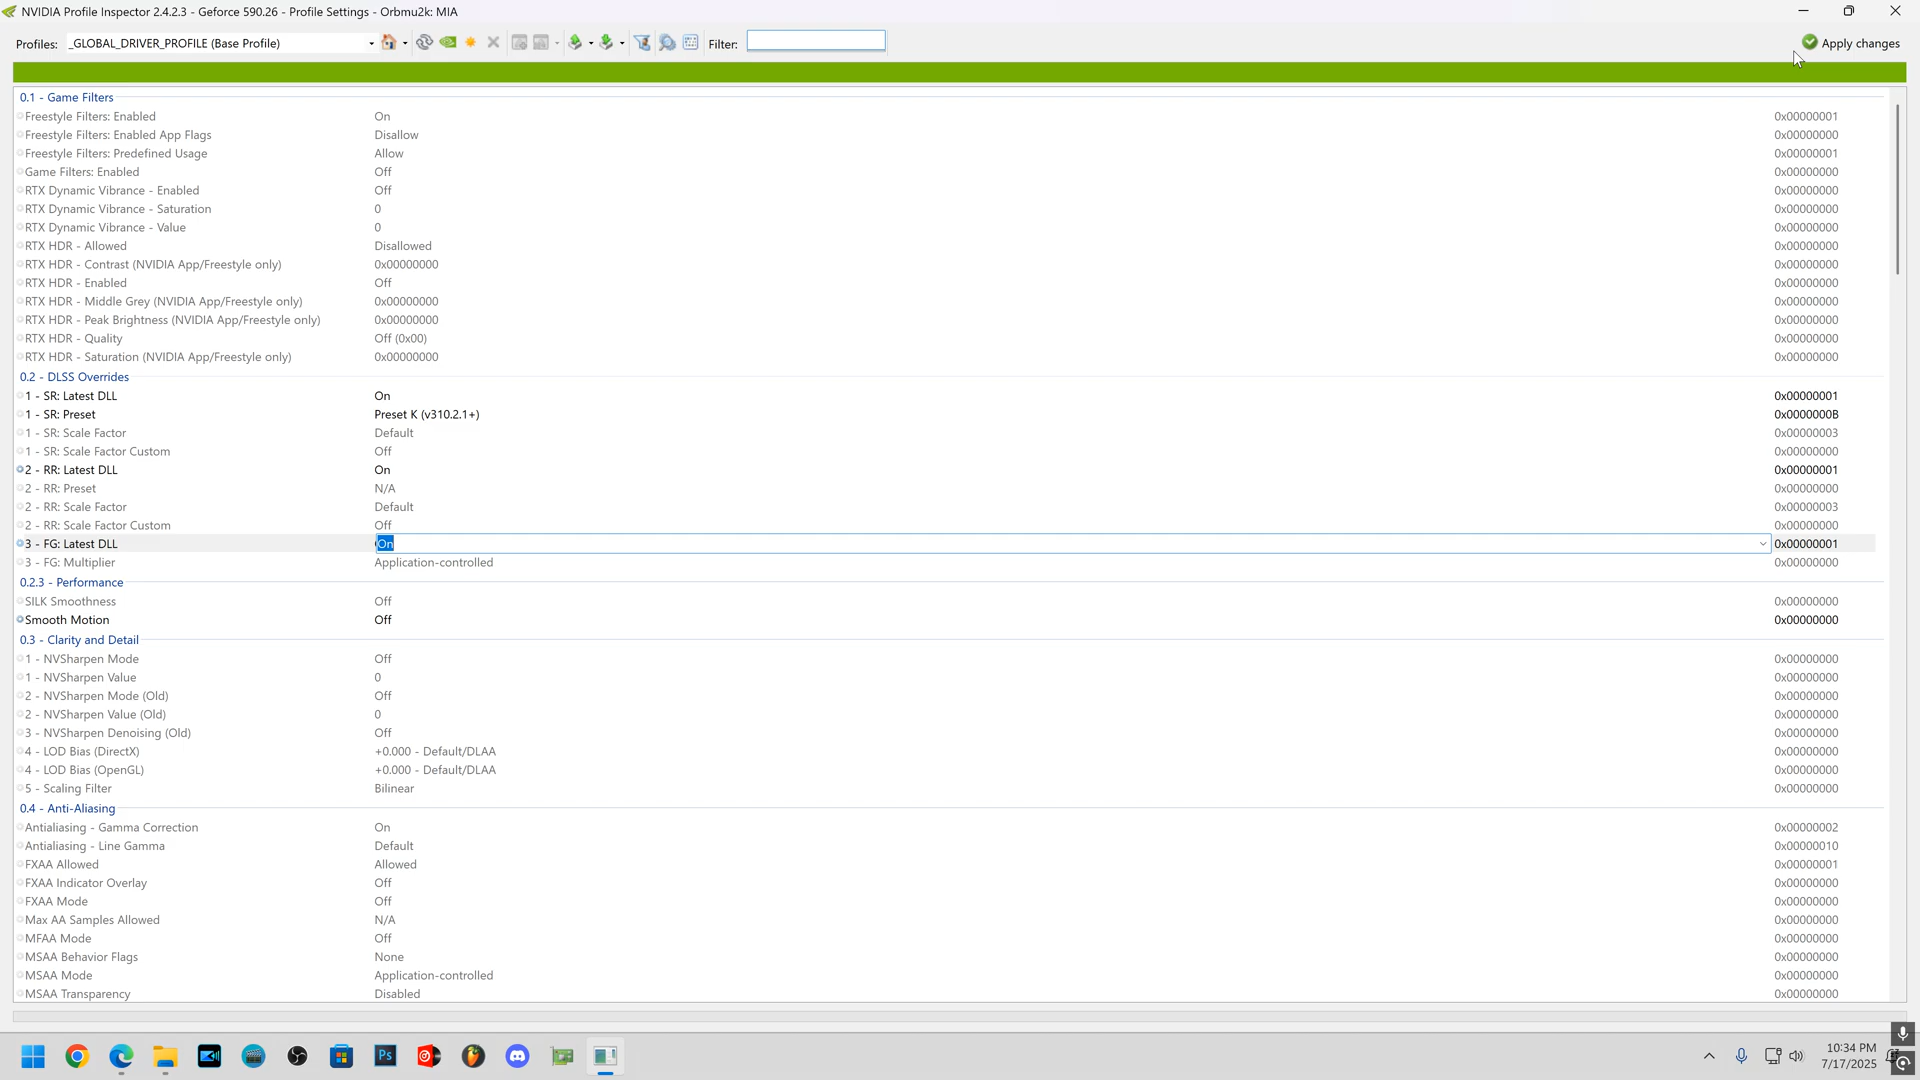 NVIDIA Profile Inspector 2.4.2.3 - Geforce 590.26 - Profile Settings - Orbmu2k: MIA
Profiles: _GLOBAL_DRIVER_PROFILE (Base Profile) Filter: Apply changes
0.1 - Game Filters
Freestyle Filters: Enabled On 0x00000001
Freestyle Filters: Enabled App Flags Disallow 0x00000000
Freestyle Filters: Predefined Usage Allow 0x00000001
Game Filters: Enabled Off 0x00000000
RTX Dynamic Vibrance - Enabled Off 0x00000000
RTX Dynamic Vibrance - Saturation 0 0x00000000
RTX Dynamic Vibrance - Value 0 0x00000000
RTX HDR - Allowed Disallowed 0x00000000
RTX HDR - Contrast (NVIDIA App/Freestyle only) 0x00000000 0x00000000
RTX HDR - Enabled Off 0x00000000
RTX HDR - Middle Grey (NVIDIA App/Freestyle only) 0x00000000 0x00000000
RTX HDR - Peak Brightness (NVIDIA App/Freestyle only) 0x00000000 0x00000000
RTX HDR - Quality Off (0x00) 0x00000000
RTX HDR - Saturation (NVIDIA App/Freestyle only) 0x00000000 0x00000000
0.2 - DLSS Overrides
1 - SR: Latest DLL On 0x00000001
1 - SR: Preset Preset K (v310.2.1+) 0x0000000B
1 - SR: Scale Factor Default 0x00000003
1 - SR: Scale Factor Custom Off 0x00000000
2 - RR: Latest DLL On 0x00000001
2 - RR: Preset N/A 0x00000000
2 - RR: Scale Factor Default 0x00000003
2 - RR: Scale Factor Custom Off 0x00000000
3 - FG: Latest DLL On 0x00000001
3 - FG: Multiplier Application-controlled 0x00000000
0.2.3 - Performance
SILK Smoothness Off 0x00000000
Smooth Motion Off 0x00000000
0.3 - Clarity and Detail
1 - NVSharpen Mode Off 0x00000000
1 - NVSharpen Value 0 0x00000000
2 - NVSharpen Mode (Old) Off 0x00000000
2 - NVSharpen Value (Old) 0 0x00000000
3 - NVSharpen Denoising (Old) Off 0x00000000
4 - LOD Bias (DirectX) +0.000 - Default/DLAA 0x00000000
4 - LOD Bias (OpenGL) +0.000 - Default/DLAA 0x00000000
5 - Scaling Filter Bilinear 0x00000000
0.4 - Anti-Aliasing
Antialiasing - Gamma Correction On 0x00000002
Antialiasing - Line Gamma Default 0x00000010
FXAA Allowed Allowed 0x00000001
FXAA Indicator Overlay Off 0x00000000
FXAA Mode Off 0x00000000
Max AA Samples Allowed N/A 0x00000000
MFAA Mode Off 0x00000000
MSAA Behavior Flags None 0x00000000
MSAA Mode Application-controlled 0x00000000
MSAA Transparency Disabled 0x00000000
Ps
10:34 PM
7/17/2025